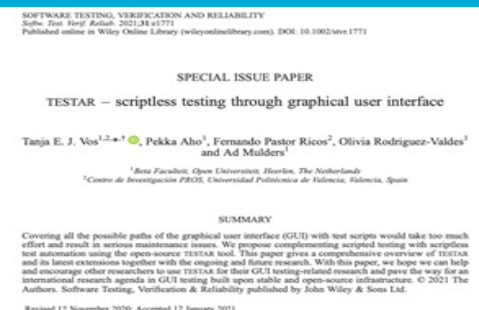 SOFTWARE TESTING, VERIFICATION AND RELIABILITY
Softw. Test. Verif. Reliab. 2021;31:e1771
Published online in Wiley Online Library (wileyonlinelibrary.com). DOI: 10.1002/stvr.1771
SPECIAL ISSUE PAPER
TESTAR – scriptless testing through graphical user interface
Tanja E. J. Vos1,2,*,†, Pekka Aho1, Fernando Pastor Ricos2, Olivia Rodriguez-Valdes1
and Ad Mulders1
1Beta Faculteit, Open Universiteit, Heerlen, The Netherlands
2Centro de Investigación PROS, Universidad Politécnica de Valencia, Valencia, Spain
SUMMARY
Covering all the possible paths of the graphical user interface (GUI) with test scripts would take too much
effort and result in serious maintenance issues. We propose complementing scripted testing with scriptless
test automation using the open-source TESTAR tool. This paper gives a comprehensive overview of TESTAR
and its latest extensions together with the ongoing and future research. With this paper, we hope we can help
and encourage other researchers to use TESTAR for their GUI testing-related research and pave the way for an
international research agenda in GUI testing built upon stable and open-source infrastructure. © 2021 The
Authors. Software Testing, Verification & Reliability published by John Wiley & Sons Ltd.
Revised 12 November 2020; Accepted 12 January 2021